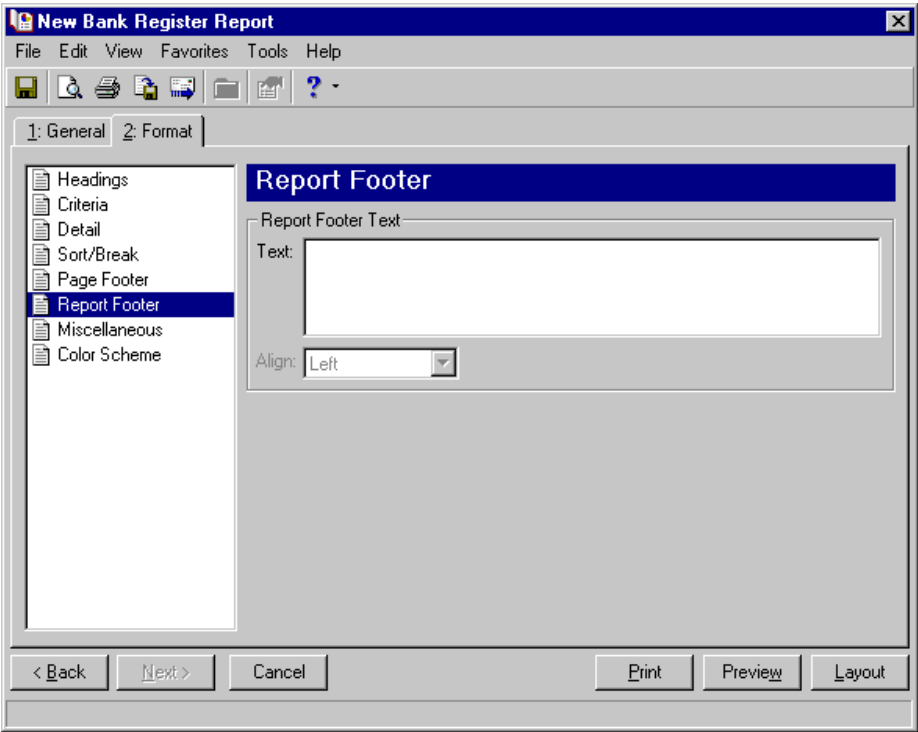 New Bank Register Report
File Edit View Favorites Tools Help
1: General 2: Format
Headings
Criteria
Detail
Sort/Break
Page Footer
Report Footer
Miscellaneous
Color Scheme
Report Footer
Report Footer Text
Text:
Align: Left
< Back Next > Cancel Print Preview Layout